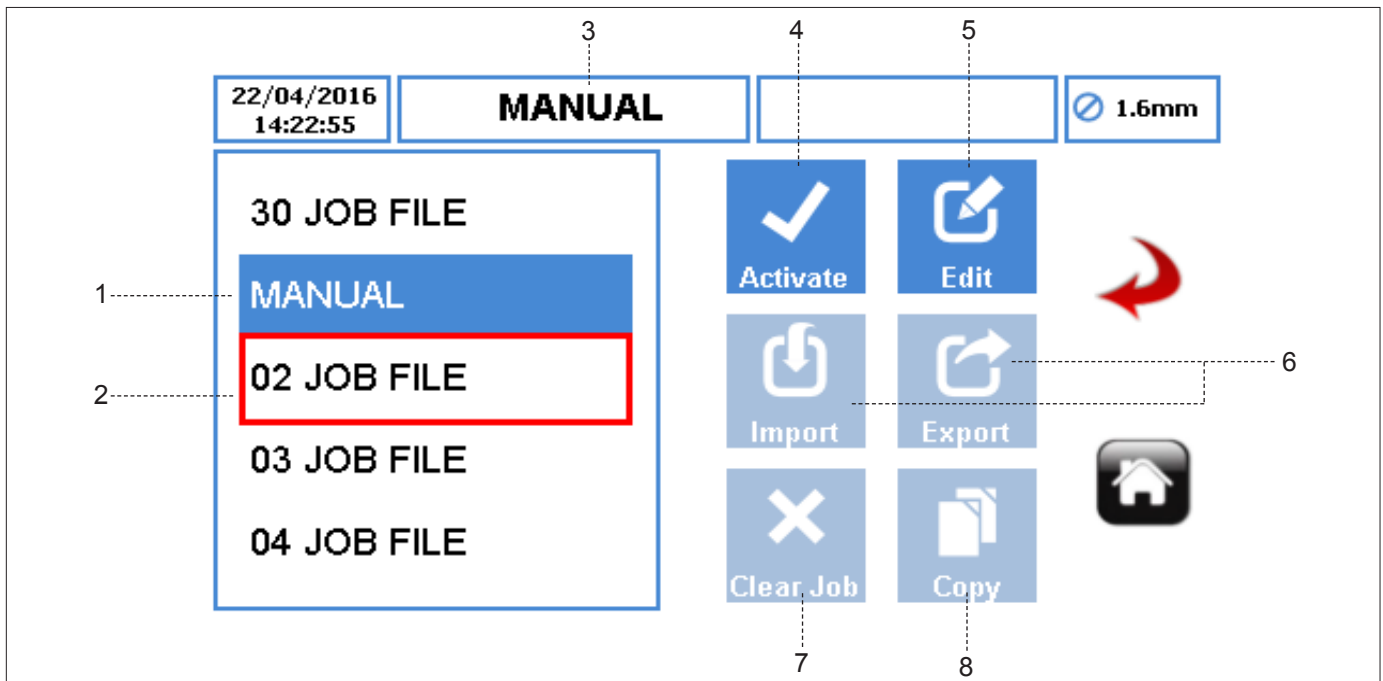 3
4
5
22/04/2016
14:22:55
MANUAL
1.6mm
30 JOB FILE
MANUAL
02 JOB FILE
03 JOB FILE
04 JOB FILE
1
2
Activate
Edit
Import
Export
6
Clear Job
Copy
7
8